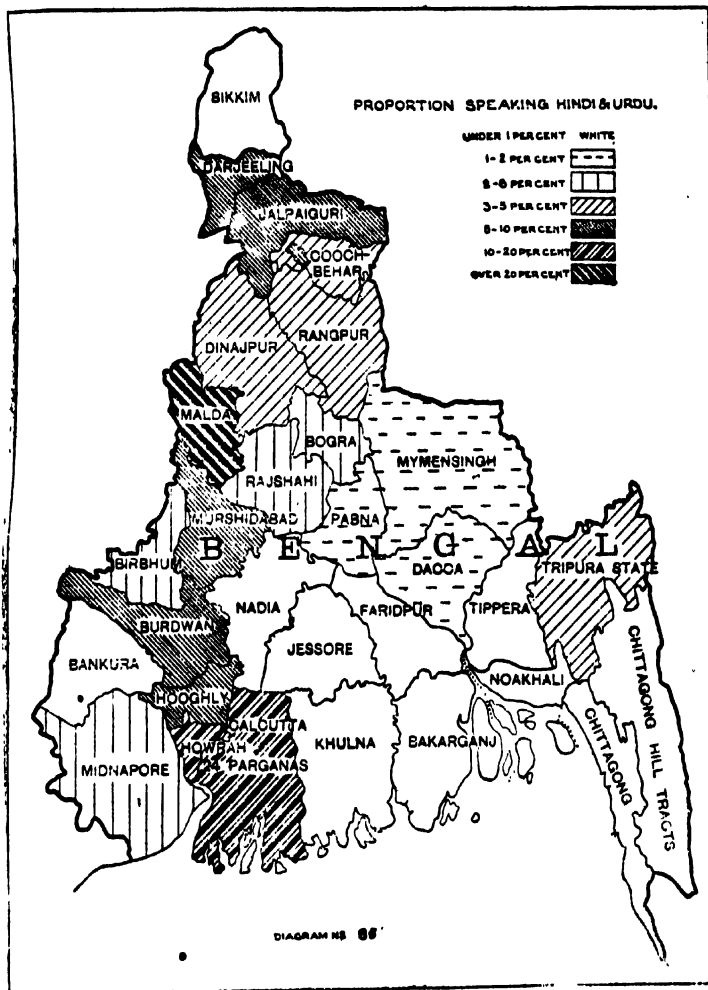 PROPORTION SPEAKING HINDI & URDU.
UNDER 1 PER CENT WHITE
1-2 PER CENT
2-6 PER CENT
3-5 PER CENT
8-10 PER CENT
10-20 PER CENT
OVER 20 PER CENT
SIKKIM
DARJEELING
JALPAIGURI
COOCH-
BEHAR
RANGPUR
DINAJPUR
MALDA
BOGRA
MYMENSINGH
RAJSHAHI
MURSHIDABAD
PABNA
BENGAL
BIRBHUM
DACCA
TRIPURA STATE
NADIA
FARIDPUR
TIPPERA
BURDWAN
JESSORE
BANKURA
NOAKHALI
CHITTAGONG HILL TRACTS
HOOGHLY
CHITTAGONG
CALCUTTA
HOWRAH
24 PARGANAS
KHULNA
BAKARGANJ
MIDNAPORE
DIAGRAM Nº